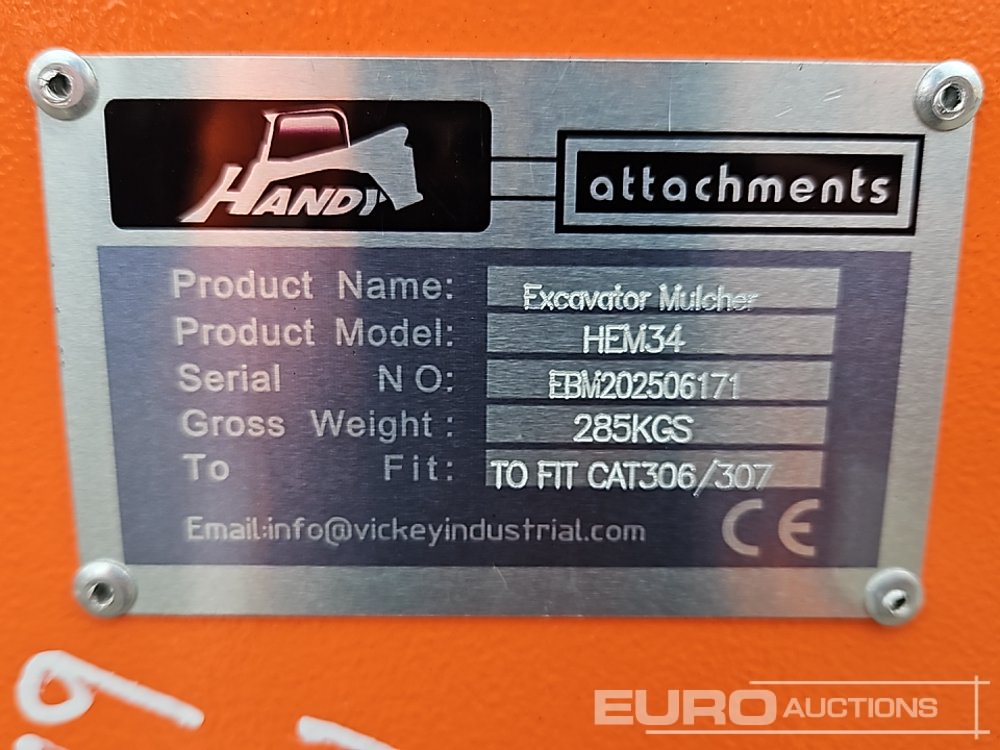 HANDY attachments
Product Name: Excavator Mulcher
Product Model: HEM34
Serial NO: EBM202506171
Gross Weight: 285KGS
To Fit: TO FIT CAT306/307
Email:info@vickeyindustrial.com CE
EURO AUCTIONS